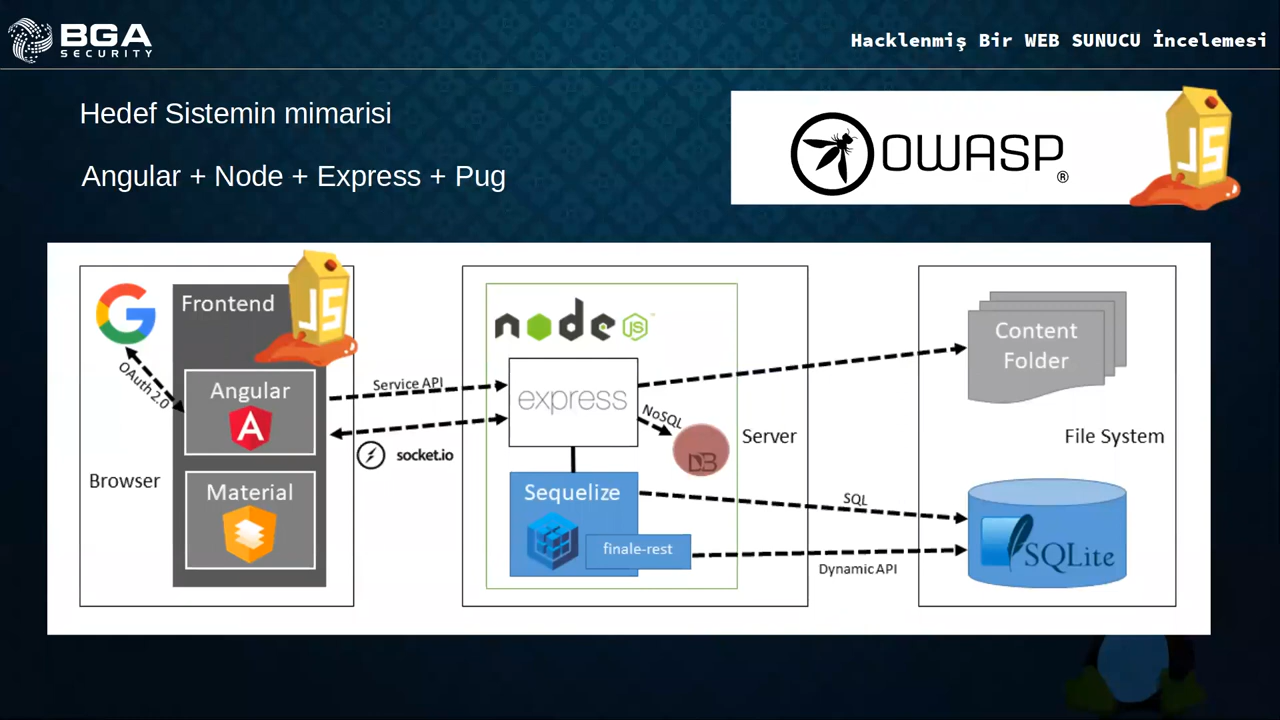 BGA
SECURITY
Hacklenmiş Bir WEB SUNUCU İncelemesi
Hedef Sistemin mimarisi
Angular + Node + Express + Pug
OWASP®
JS
Frontend
JS
OAuth 2.0
Angular
A
Browser
Material
Service API
socket.io
node
JS
express
NoSQL
DB
Server
Sequelize
finale-rest
SQL
Dynamic API
Content
Folder
File System
SQLite